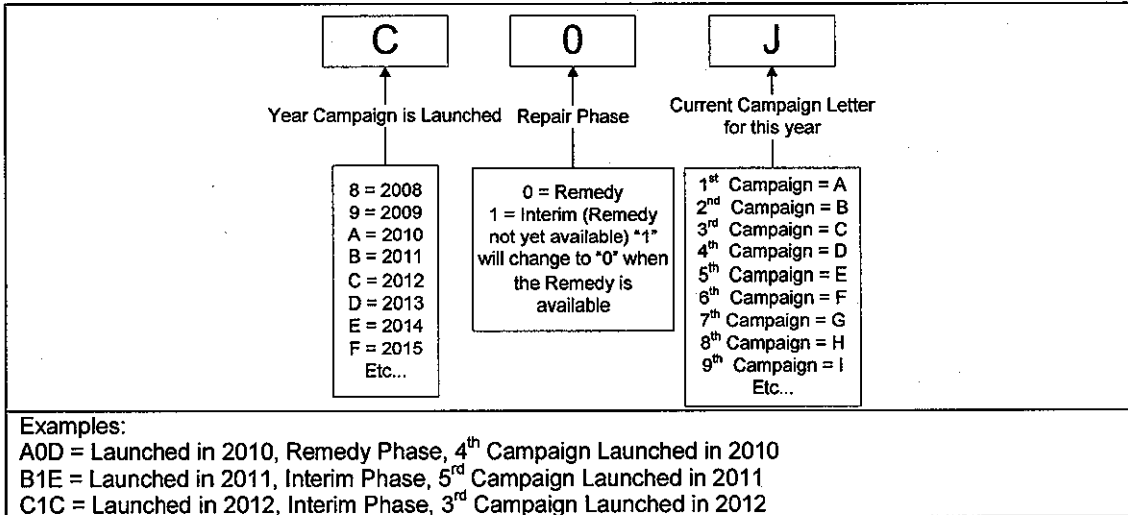 C 0 J
Year Campaign is Launched
Repair Phase
Current Campaign Letter
for this year
8 = 2008
9 = 2009
A = 2010
B = 2011
C = 2012
D = 2013
E = 2014
F = 2015
Etc...
0 = Remedy
1 = Interim (Remedy
not yet available) "1"
will change to "0" when
the Remedy is
available
1st Campaign = A
2nd Campaign = B
3rd Campaign = C
4th Campaign = D
5th Campaign = E
6th Campaign = F
7th Campaign = G
8th Campaign = H
9th Campaign = I
Etc...
Examples:
A0D = Launched in 2010, Remedy Phase, 4th Campaign Launched in 2010
B1E = Launched in 2011, Interim Phase, 5rd Campaign Launched in 2011
C1C = Launched in 2012, Interim Phase, 3rd Campaign Launched in 2012